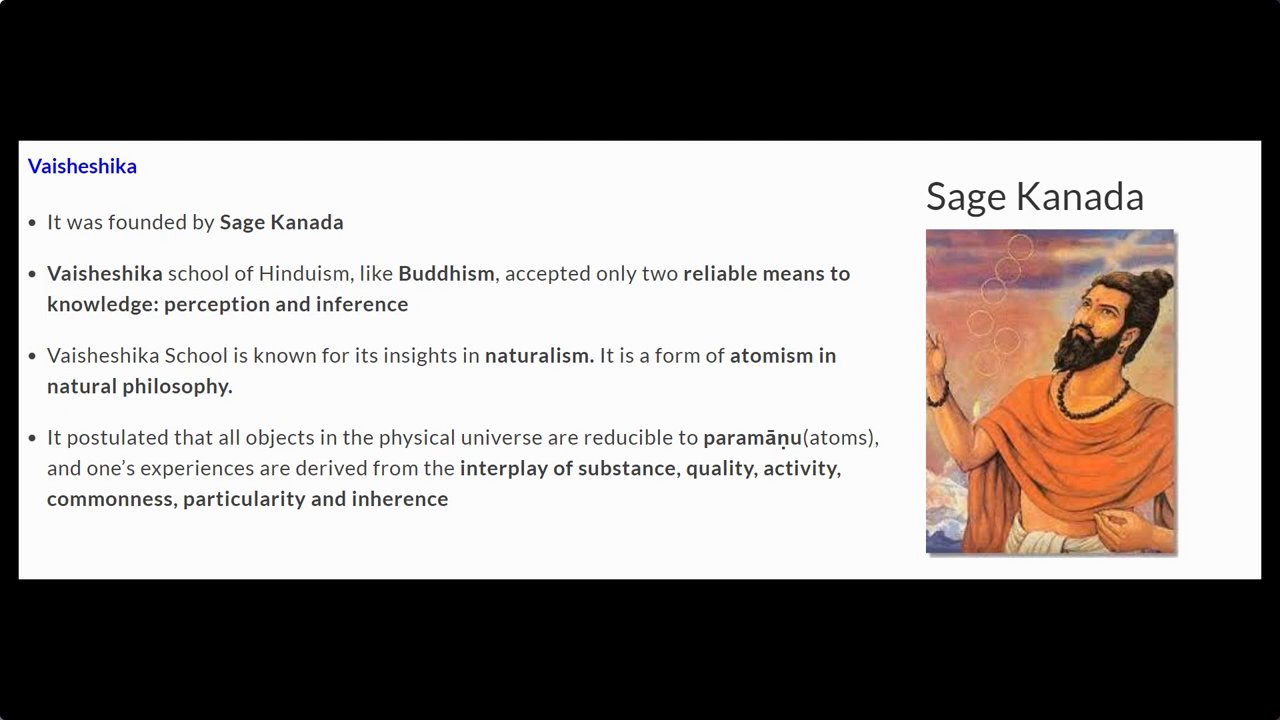 Vaisheshika
• It was founded by Sage Kanada
• Vaisheshika school of Hinduism, like Buddhism, accepted only two reliable means to
knowledge: perception and inference
• Vaisheshika School is known for its insights in naturalism. It is a form of atomism in
natural philosophy.
• It postulated that all objects in the physical universe are reducible to paramāṇu(atoms),
and one’s experiences are derived from the interplay of substance, quality, activity,
commonness, particularity and inherence
Sage Kanada